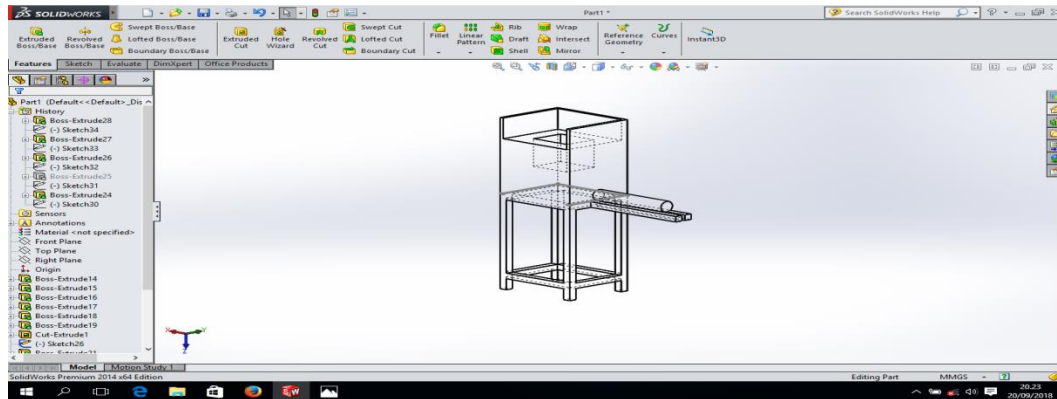 SOLIDWORKS
Part1 *
Search SolidWorks Help
Extruded Boss/Base
Revolved Boss/Base
Swept Boss/Base
Lofted Boss/Base
Boundary Boss/Base
Extruded Cut
Hole Wizard
Revolved Cut
Swept Cut
Lofted Cut
Boundary Cut
Fillet
Linear Pattern
Rib
Draft
Shell
Wrap
Intersect
Mirror
Reference Geometry
Curves
Instant3D
Features Sketch Evaluate DimXpert Office Products
Part1 (Default<<Default>_Dis
History
Boss-Extrude28
(-) Sketch34
Boss-Extrude27
(-) Sketch33
Boss-Extrude26
(-) Sketch32
Boss-Extrude25
(-) Sketch31
Boss-Extrude24
(-) Sketch30
Sensors
Annotations
Material <not specified>
Front Plane
Top Plane
Right Plane
Origin
Boss-Extrude14
Boss-Extrude15
Boss-Extrude16
Boss-Extrude17
Boss-Extrude18
Boss-Extrude19
Cut-Extrude1
(-) Sketch26
Boss-Extrude21
Model Motion Study 1
SolidWorks Premium 2014 x64 Edition
Editing Part MMGS
20.23
20/09/2018